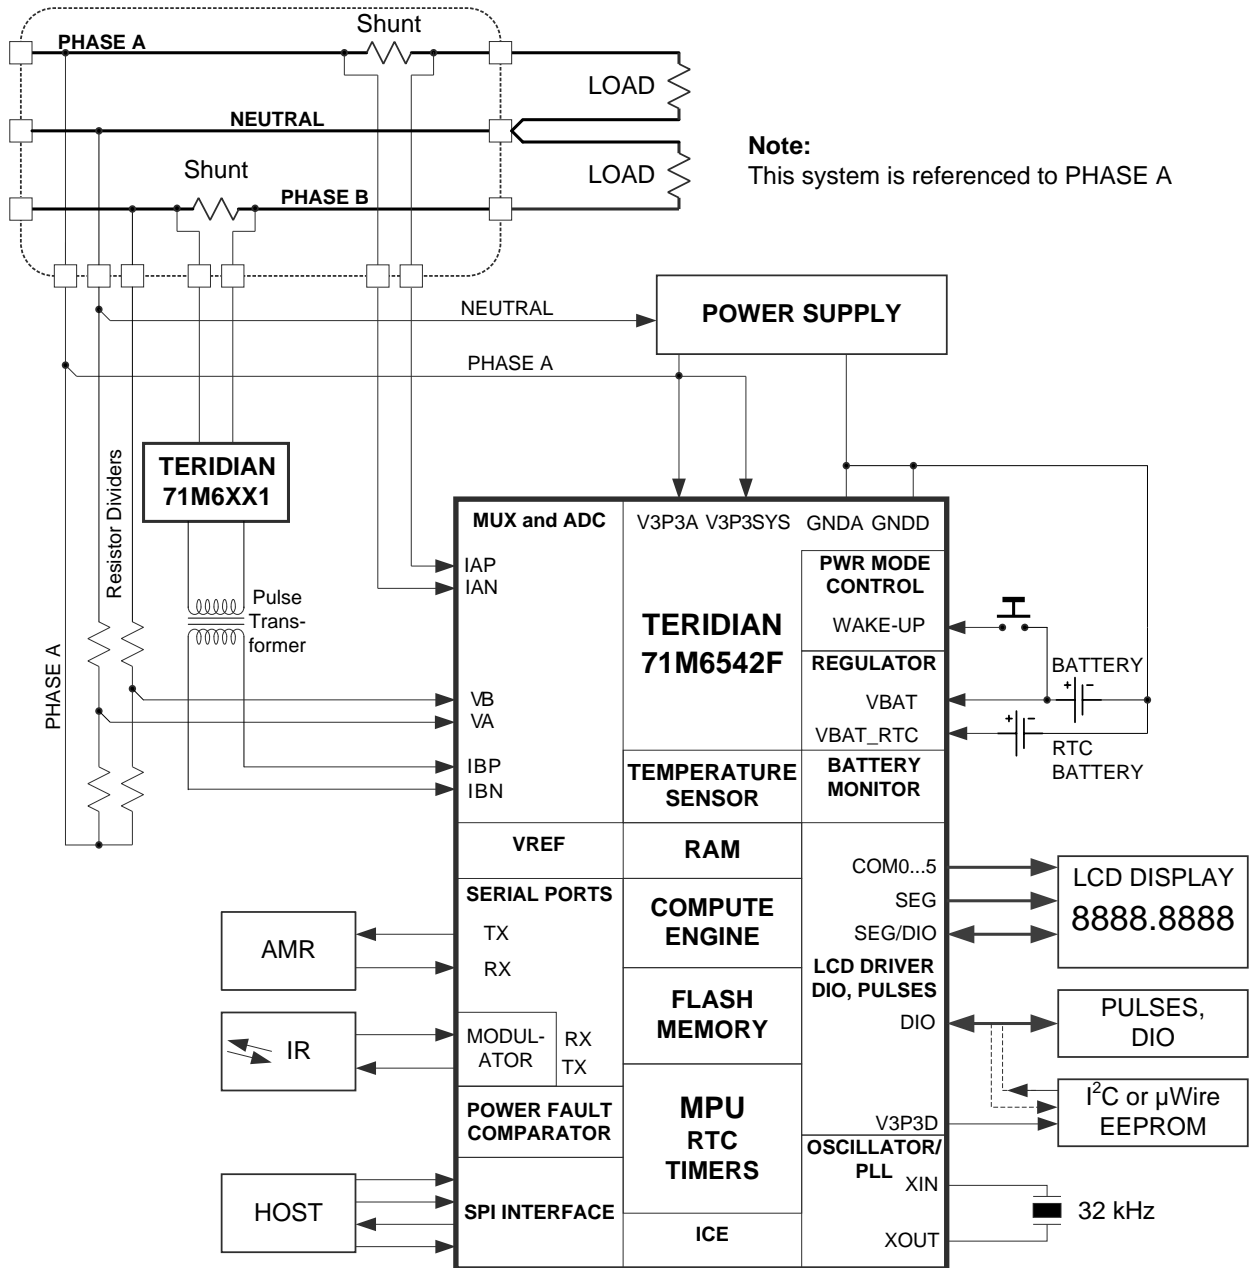 Shunt
PHASE A
LOAD
NEUTRAL
Note:
This system is referenced to PHASE A
Shunt
LOAD
PHASE B
NEUTRAL
POWER SUPPLY
PHASE A
TERIDIAN
71M6XX1
Resistor Dividers
MUX and ADC
V3P3A V3P3SYS GNDA GNDD
IAP
IAN
PWR MODE
CONTROL
Pulse
Trans-
former
TERIDIAN
71M6542F
WAKE-UP
REGULATOR
BATTERY
+ -
PHASE A
VB
VA
VBAT
VBAT_RTC
+ -
RTC
BATTERY
IBP
IBN
TEMPERATURE
SENSOR
BATTERY
MONITOR
VREF
RAM
COM0...5
SEG
SEG/DIO
LCD DISPLAY
8888.8888
SERIAL PORTS
TX
RX
AMR
COMPUTE
ENGINE
LCD DRIVER
DIO, PULSES
FLASH
MEMORY
DIO
PULSES,
DIO
IR
MODUL-
ATOR
RX
TX
I²C or µWire
EEPROM
POWER FAULT
COMPARATOR
MPU
RTC
TIMERS
V3P3D
OSCILLATOR/
PLL
XIN
32 kHz
XOUT
HOST
SPI INTERFACE
ICE